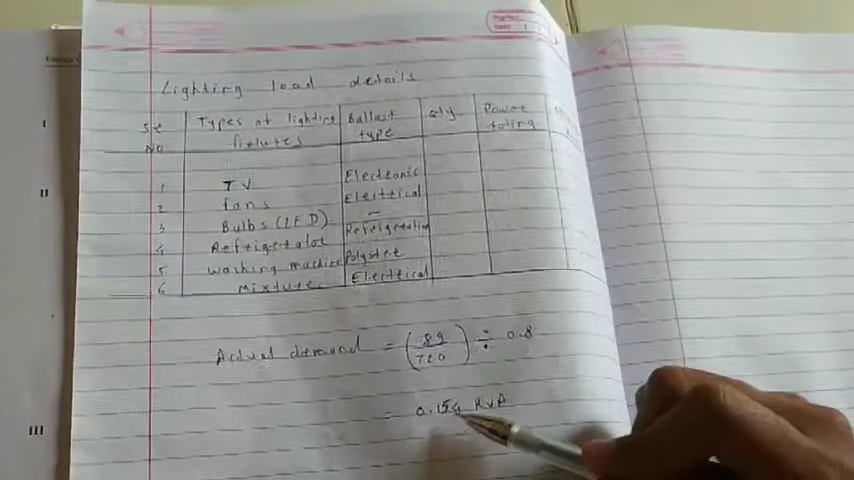 Lighting load details
Sr No Types of lighting fixtures Ballast type Qty. Power rating
1 TV Electronic
2 fans Electrical
3 Bulbs (LED) —
4 Refrigerator Refrigeration
5 washing machine Polyster
6 Mixture Electrical
Actual demand = (89/720) ÷ 0.8
= 0.154 KVA